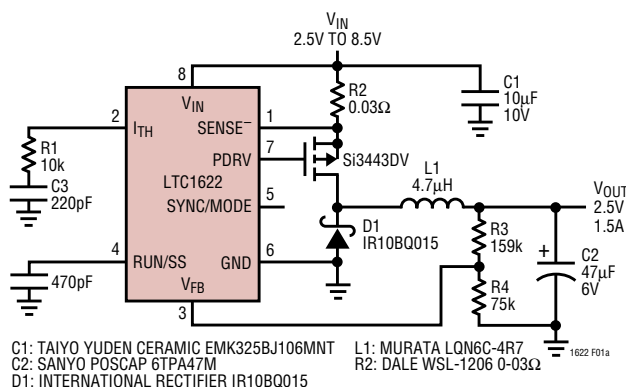 VIN
2.5V TO 8.5V
8
VIN
R2
0.03Ω
C1
10µF
10V
2
ITH
SENSE–
1
R1
10k
PDRV
7
Si3443DV
C3
220pF
LTC1622
L1
4.7µH
VOUT
2.5V
1.5A
SYNC/MODE
5
D1
IR10BQ015
R3
159k
+
C2
47µF
6V
4
RUN/SS
GND
6
470pF
VFB
3
R4
75k
1622 F01a
C1: TAIYO YUDEN CERAMIC EMK325BJ106MNT
C2: SANYO POSCAP 6TPA47M
D1: INTERNATIONAL RECTIFIER IR10BQ015
L1: MURATA LQN6C-4R7
R2: DALE WSL-1206 0-03Ω